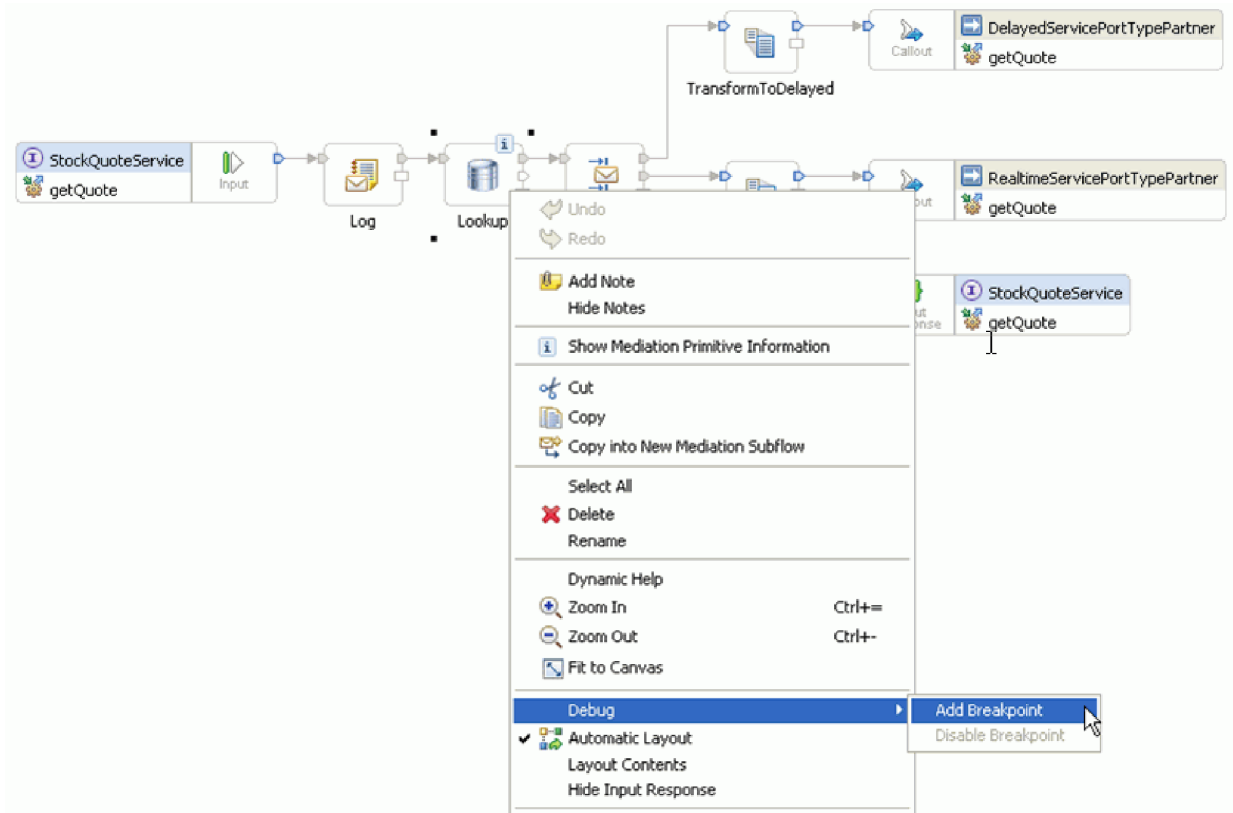 DelayedServicePortTypePartner
Callout
getQuote
TransformToDelayed
i
StockQuoteService
getQuote
Input
Log
Lookup
RealtimeServicePortTypePartner
out
getQuote
Undo
Redo
Add Note
Hide Notes
StockQuoteService
getQuote
ut
onse
i Show Mediation Primitive Information
Cut
Copy
Copy into New Mediation Subflow
Select All
Delete
Rename
Dynamic Help
Zoom In Ctrl+=
Zoom Out Ctrl+-
Fit to Canvas
Debug
Add Breakpoint
Disable Breakpoint
Automatic Layout
Layout Contents
Hide Input Response